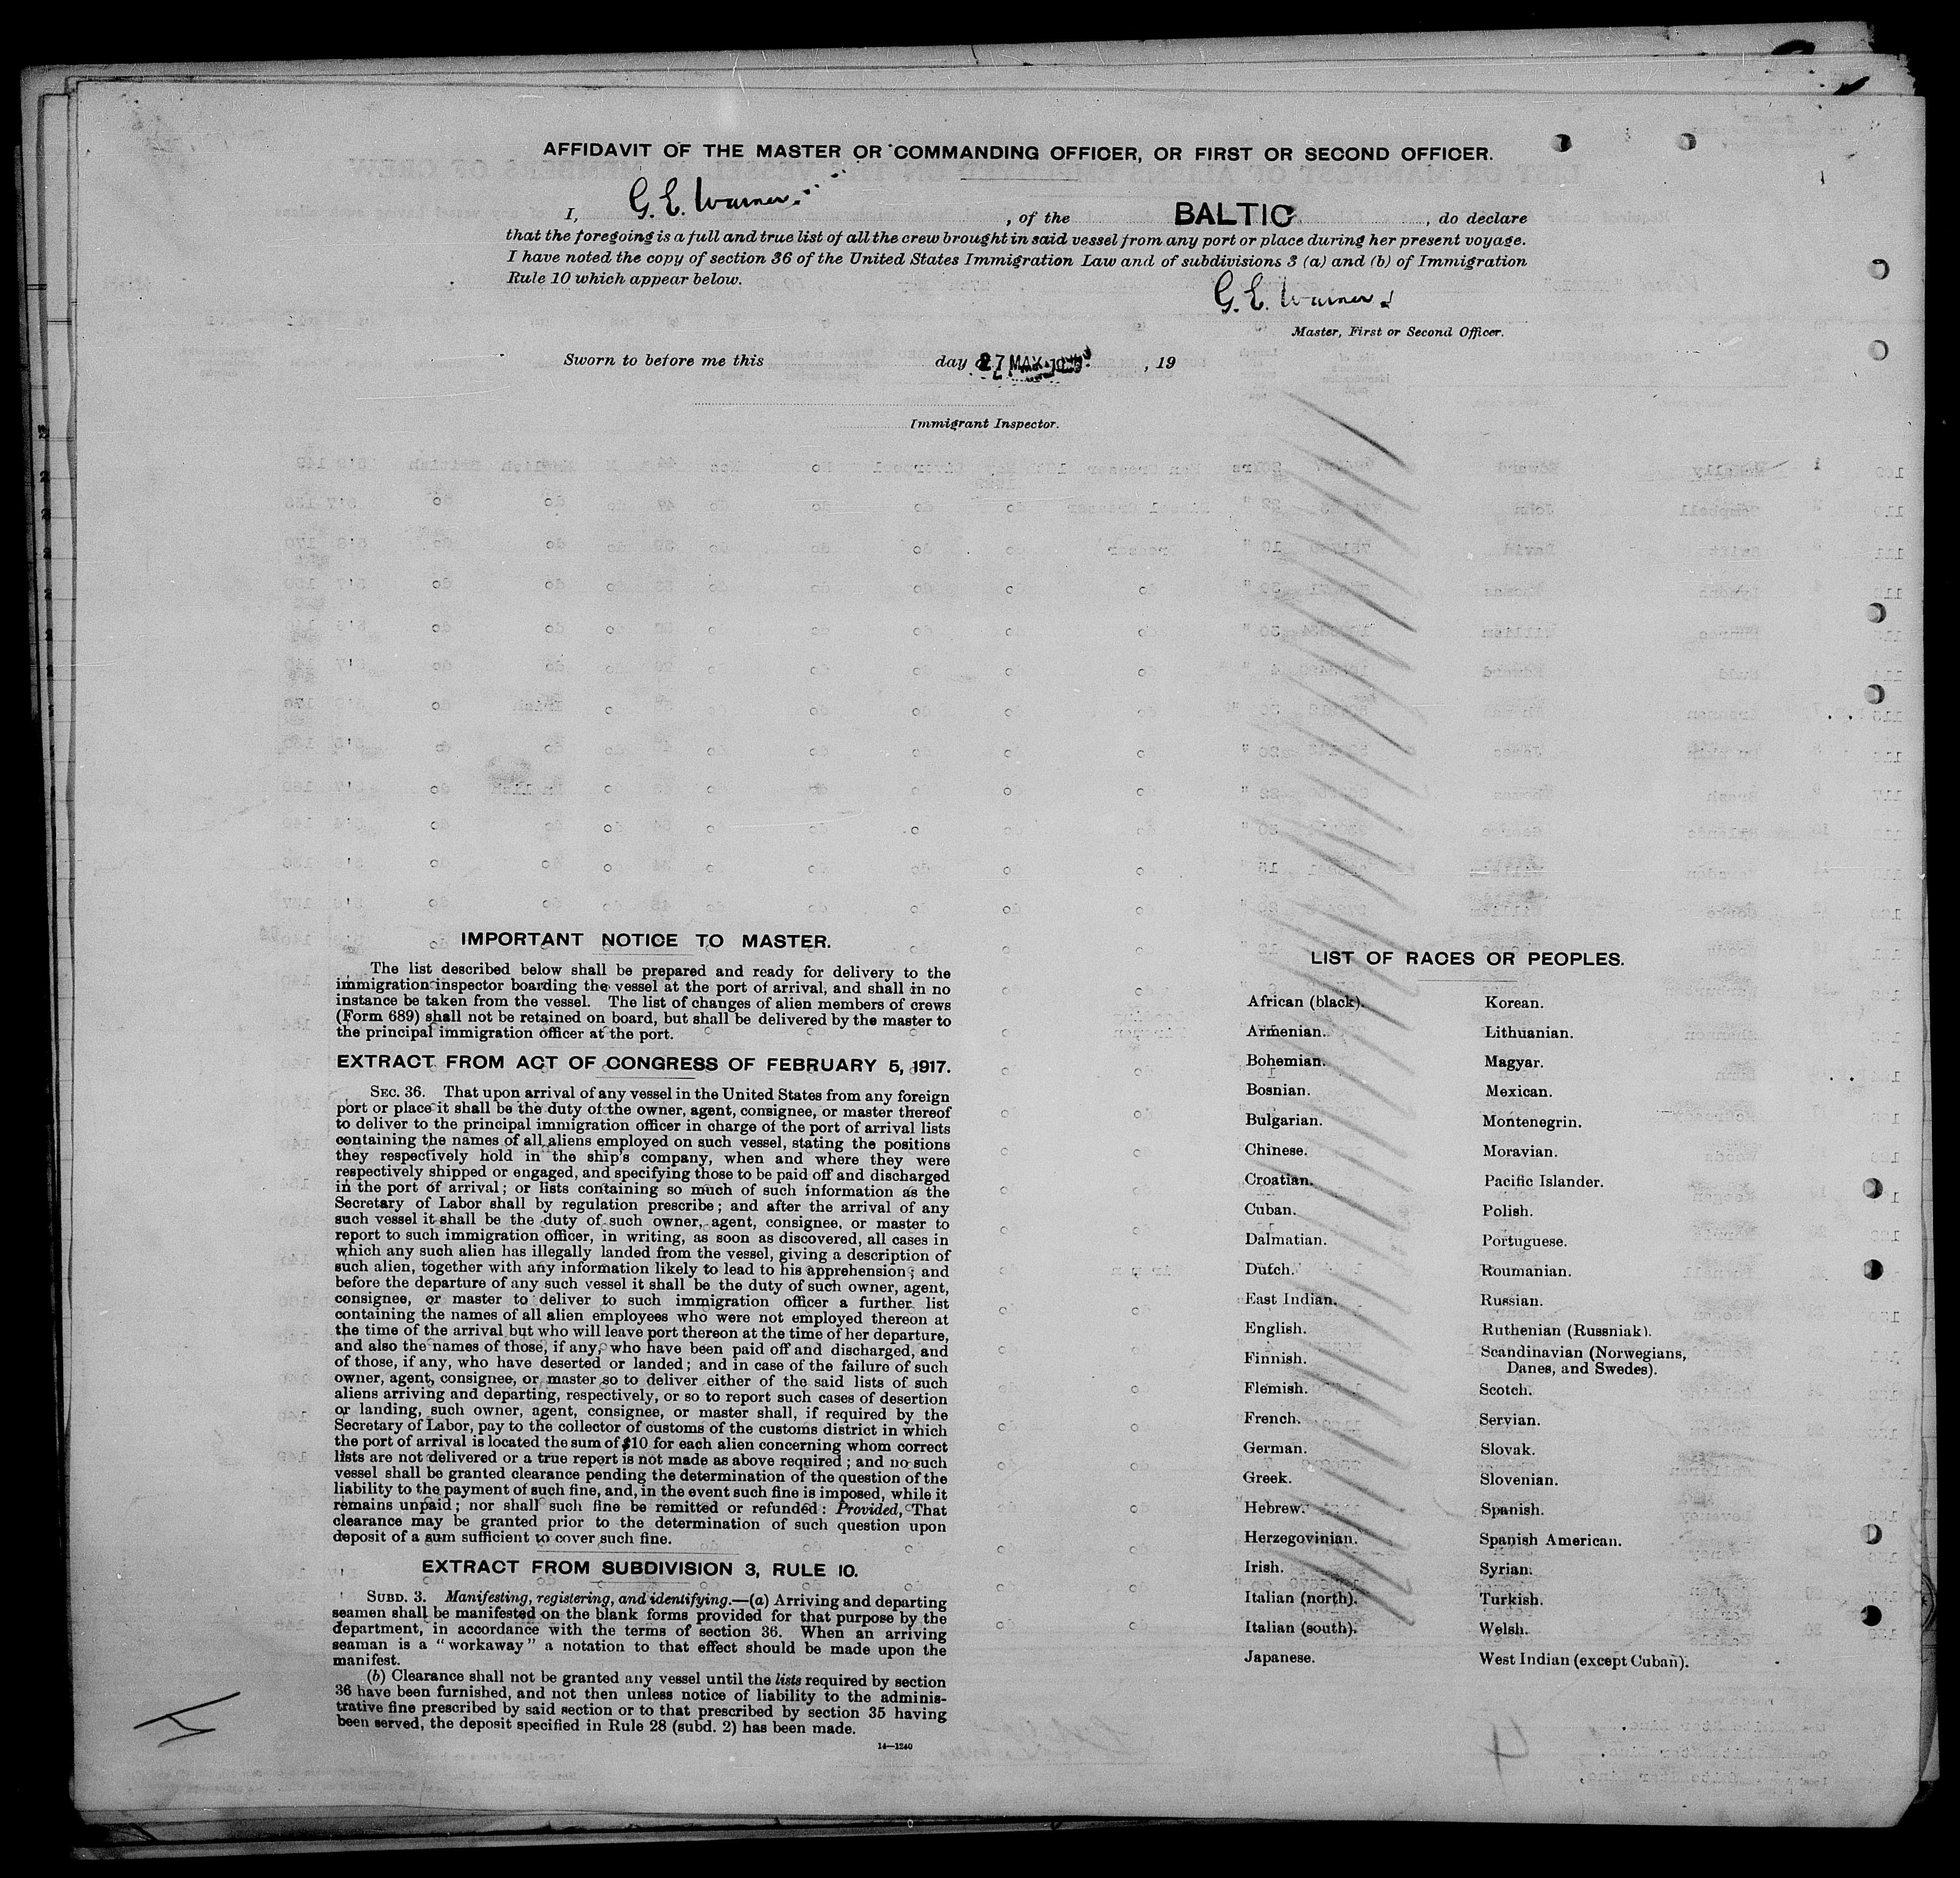 AFFIDAVIT OF THE MASTER OR COMMANDING OFFICER, OR FIRST OR SECOND OFFICER.
I, G. E. Warner , of the BALTIC , do declare
that the foregoing is a full and true list of all the crew brought in said vessel from any port or place during her present voyage.
I have noted the copy of section 36 of the United States Immigration Law and of subdivisions 3 (a) and (b) of Immigration
Rule 10 which appear below.
G. E. Warner
Master, First or Second Officer.
Sworn to before me this day 27 MAY , 19
Immigrant Inspector.
IMPORTANT NOTICE TO MASTER.
The list described below shall be prepared and ready for delivery to the
immigration inspector boarding the vessel at the port of arrival, and shall in no
instance be taken from the vessel. The list of changes of alien members of crews
(Form 689) shall not be retained on board, but shall be delivered by the master to
the principal immigration officer at the port.
EXTRACT FROM ACT OF CONGRESS OF FEBRUARY 5, 1917.
SEC. 36. That upon arrival of any vessel in the United States from any foreign
port or place it shall be the duty of the owner, agent, consignee, or master thereof
to deliver to the principal immigration officer in charge of the port of arrival lists
containing the names of all aliens employed on such vessel, stating the positions
they respectively hold in the ship's company, when and where they were
respectively shipped or engaged, and specifying those to be paid off and discharged
in the port of arrival; or lists containing so much of such information as the
Secretary of Labor shall by regulation prescribe; and after the arrival of any
such vessel it shall be the duty of such owner, agent, consignee, or master to
report to such immigration officer, in writing, as soon as discovered, all cases in
which any such alien has illegally landed from the vessel, giving a description of
such alien, together with any information likely to lead to his apprehension; and
before the departure of any such vessel it shall be the duty of such owner, agent,
consignee, or master to deliver to such immigration officer a further list
containing the names of all alien employees who were not employed thereon at
the time of the arrival but who will leave port thereon at the time of her departure,
and also the names of those, if any, who have been paid off and discharged, and
of those, if any, who have deserted or landed; and in case of the failure of such
owner, agent, consignee, or master so to deliver either of the said lists of such
aliens arriving and departing, respectively, or so to report such cases of desertion
or landing, such owner, agent, consignee, or master shall, if required by the
Secretary of Labor, pay to the collector of customs of the customs district in which
the port of arrival is located the sum of $10 for each alien concerning whom correct
lists are not delivered or a true report is not made as above required; and no such
vessel shall be granted clearance pending the determination of the question of the
liability to the payment of such fine, and, in the event such fine is imposed, while it
remains unpaid; nor shall such fine be remitted or refunded: Provided, That
clearance may be granted prior to the determination of such question upon
deposit of a sum sufficient to cover such fine.
EXTRACT FROM SUBDIVISION 3, RULE 10.
SUBD. 3. Manifesting, registering, and identifying.—(a) Arriving and departing
seamen shall be manifested on the blank forms provided for that purpose by the
department, in accordance with the terms of section 36. When an arriving
seaman is a "workaway" a notation to that effect should be made upon the
manifest.
(b) Clearance shall not be granted any vessel until the lists required by section
36 have been furnished, and not then unless notice of liability to the adminis-
trative fine prescribed by said section or to that prescribed by section 35 having
been served, the deposit specified in Rule 28 (subd. 2) has been made.
14—1240
LIST OF RACES OR PEOPLES.
African (black).
Armenian.
Bohemian.
Bosnian.
Bulgarian.
Chinese.
Croatian.
Cuban.
Dalmatian.
Dutch.
East Indian.
English.
Finnish.
Flemish.
French.
German.
Greek.
Hebrew.
Herzegovinian.
Irish.
Italian (north).
Italian (south).
Japanese.
Korean.
Lithuanian.
Magyar.
Mexican.
Montenegrin.
Moravian.
Pacific Islander.
Polish.
Portuguese.
Roumanian.
Russian.
Ruthenian (Russniak).
Scandinavian (Norwegians,
Danes, and Swedes).
Scotch.
Servian.
Slovak.
Slovenian.
Spanish.
Spanish American.
Syrian.
Turkish.
Welsh.
West Indian (except Cuban).